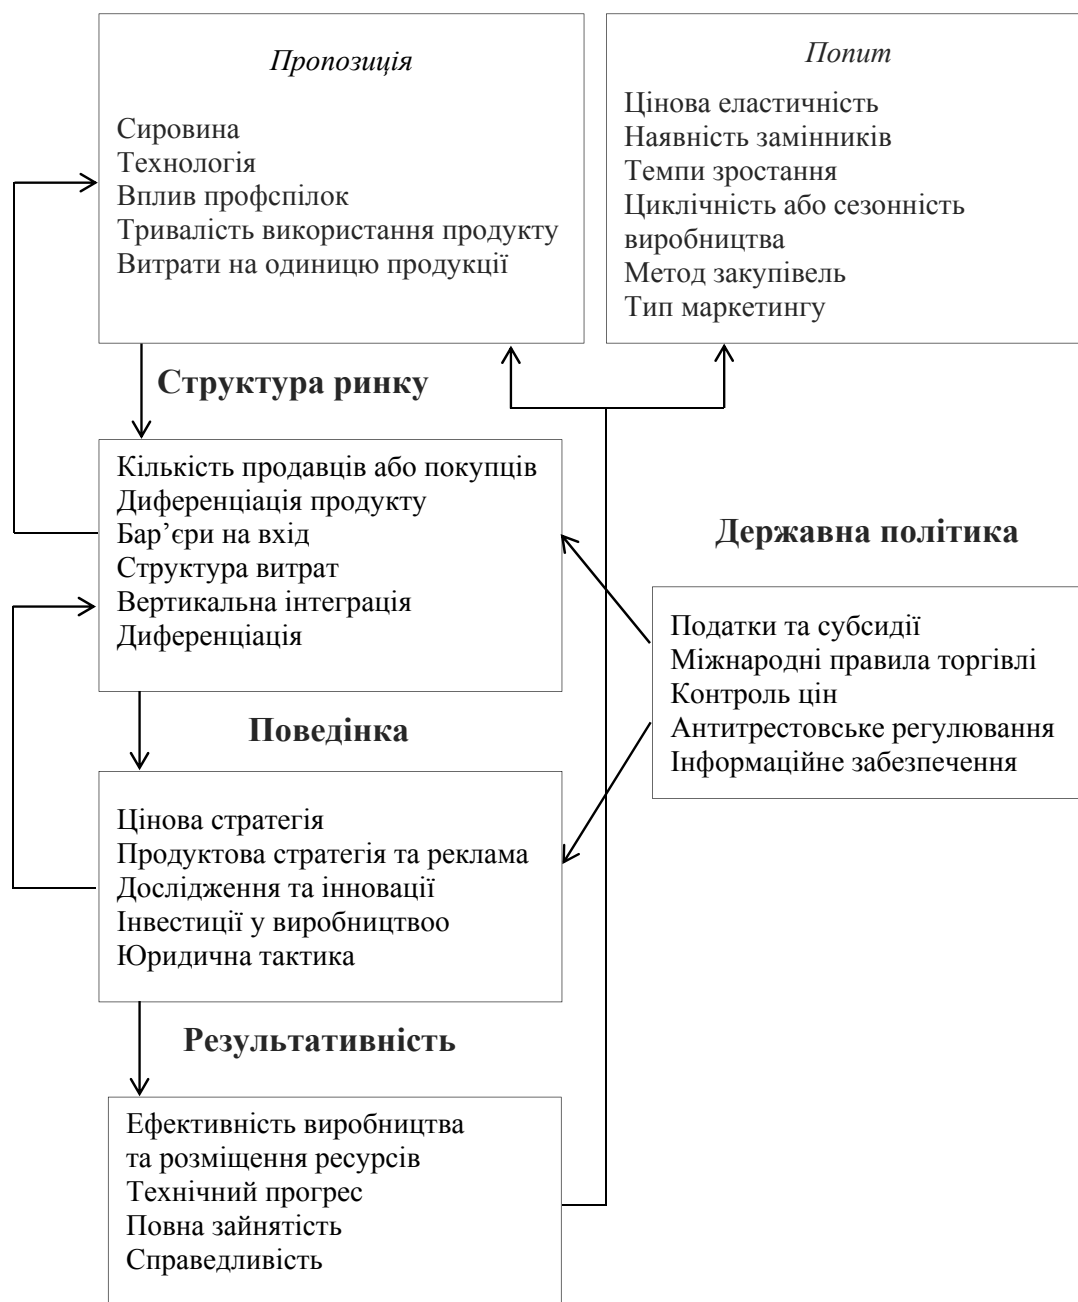 Пропозиція
Сировина
Технологія
Вплив профспілок
Тривалість використання продукту
Витрати на одиницю продукції
Попит
Цінова еластичність
Наявність замінників
Темпи зростання
Циклічність або сезонність
виробництва
Метод закупівель
Тип маркетингу
Структура ринку
Кількість продавців або покупців
Диференціація продукту
Бар’єри на вхід
Структура витрат
Вертикальна інтеграція
Диференціація
Державна політика
Податки та субсидії
Міжнародні правила торгівлі
Контроль цін
Антитрестовське регулювання
Інформаційне забезпечення
Поведінка
Цінова стратегія
Продуктова стратегія та реклама
Дослідження та інновації
Інвестиції у виробництвоо
Юридична тактика
Результативність
Ефективність виробництва
та розміщення ресурсів
Технічний прогрес
Повна зайнятість
Справедливість